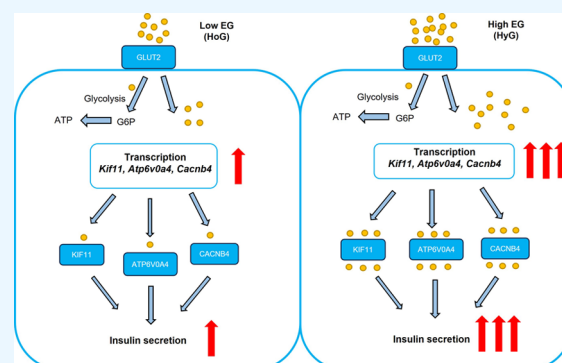 Low EG
(HoG)
GLUT2
Glycolysis
ATP
G6P
Transcription
Kif11, Atp6v0a4, Cacnb4
KIF11
ATP6V0A4
CACNB4
Insulin secretion
High EG
(HyG)
GLUT2
Glycolysis
ATP
G6P
Transcription
Kif11, Atp6v0a4, Cacnb4
KIF11
ATP6V0A4
CACNB4
Insulin secretion